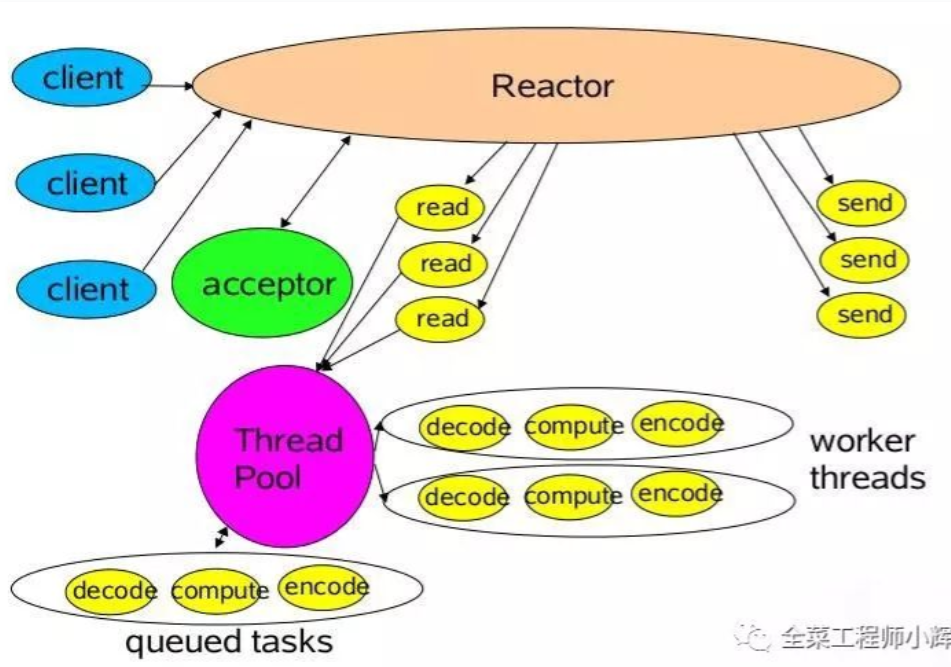 client
Reactor
client
client
acceptor
read
read
read
send
send
send
Thread
Pool
decode compute encode
decode compute encode
worker
threads
decode compute encode
queued tasks
全菜工程师小辉